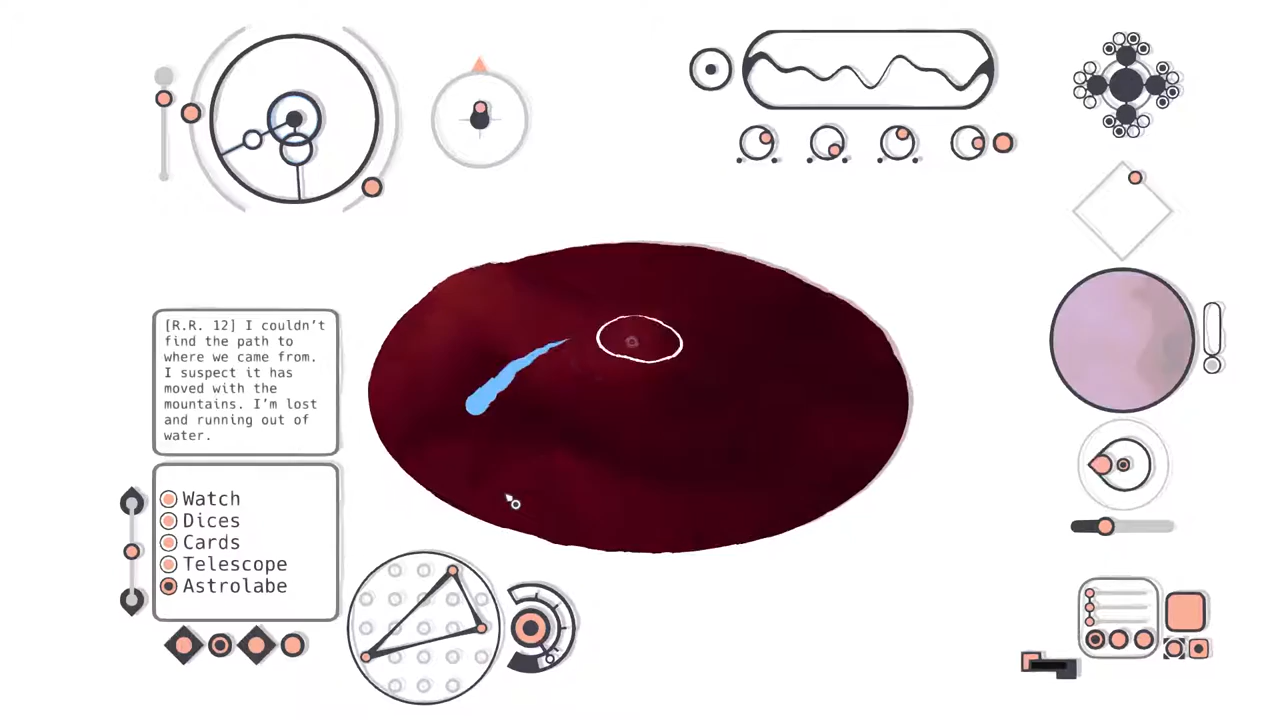 [R.R. 12] I couldn't
find the path to
where we came from.
I suspect it has
moved with the
mountains. I'm lost
and running out of
water.
Watch
Dices
Cards
Telescope
Astrolabe